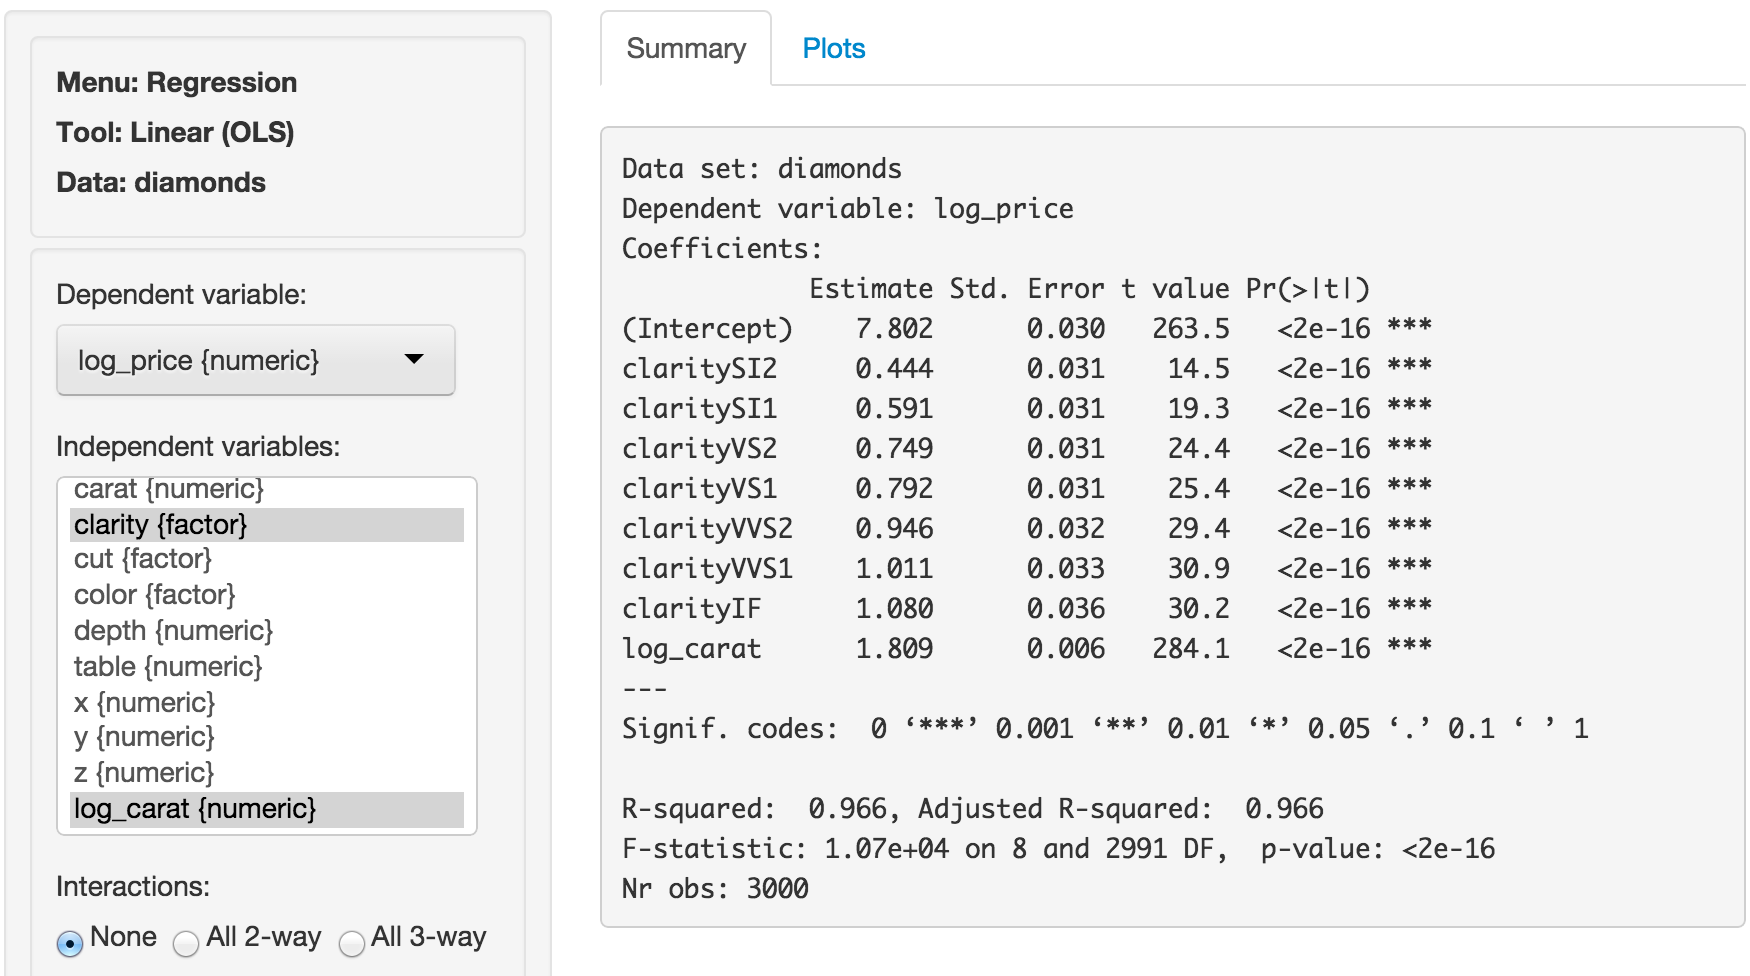 Menu: Regression
Tool: Linear (OLS)
Data: diamonds
Dependent variable:
log_price {numeric}
Independent variables:
carat {numeric}
clarity {factor}
cut {factor}
color {factor}
depth {numeric}
table {numeric}
x {numeric}
y {numeric}
z {numeric}
log_carat {numeric}
Interactions:
None All 2-way All 3-way
Summary Plots
Data set: diamonds
Dependent variable: log_price
Coefficients:
            Estimate Std. Error t value Pr(>|t|)
(Intercept)    7.802      0.030   263.5   <2e-16 ***
claritySI2     0.444      0.031    14.5   <2e-16 ***
claritySI1     0.591      0.031    19.3   <2e-16 ***
clarityVS2     0.749      0.031    24.4   <2e-16 ***
clarityVS1     0.792      0.031    25.4   <2e-16 ***
clarityVVS2    0.946      0.032    29.4   <2e-16 ***
clarityVVS1    1.011      0.033    30.9   <2e-16 ***
clarityIF      1.080      0.036    30.2   <2e-16 ***
log_carat      1.809      0.006   284.1   <2e-16 ***
---
Signif. codes:  0 ‘***’ 0.001 ‘**’ 0.01 ‘*’ 0.05 ‘.’ 0.1 ‘ ’ 1
R-squared:  0.966, Adjusted R-squared:  0.966
F-statistic: 1.07e+04 on 8 and 2991 DF,  p-value: <2e-16
Nr obs: 3000